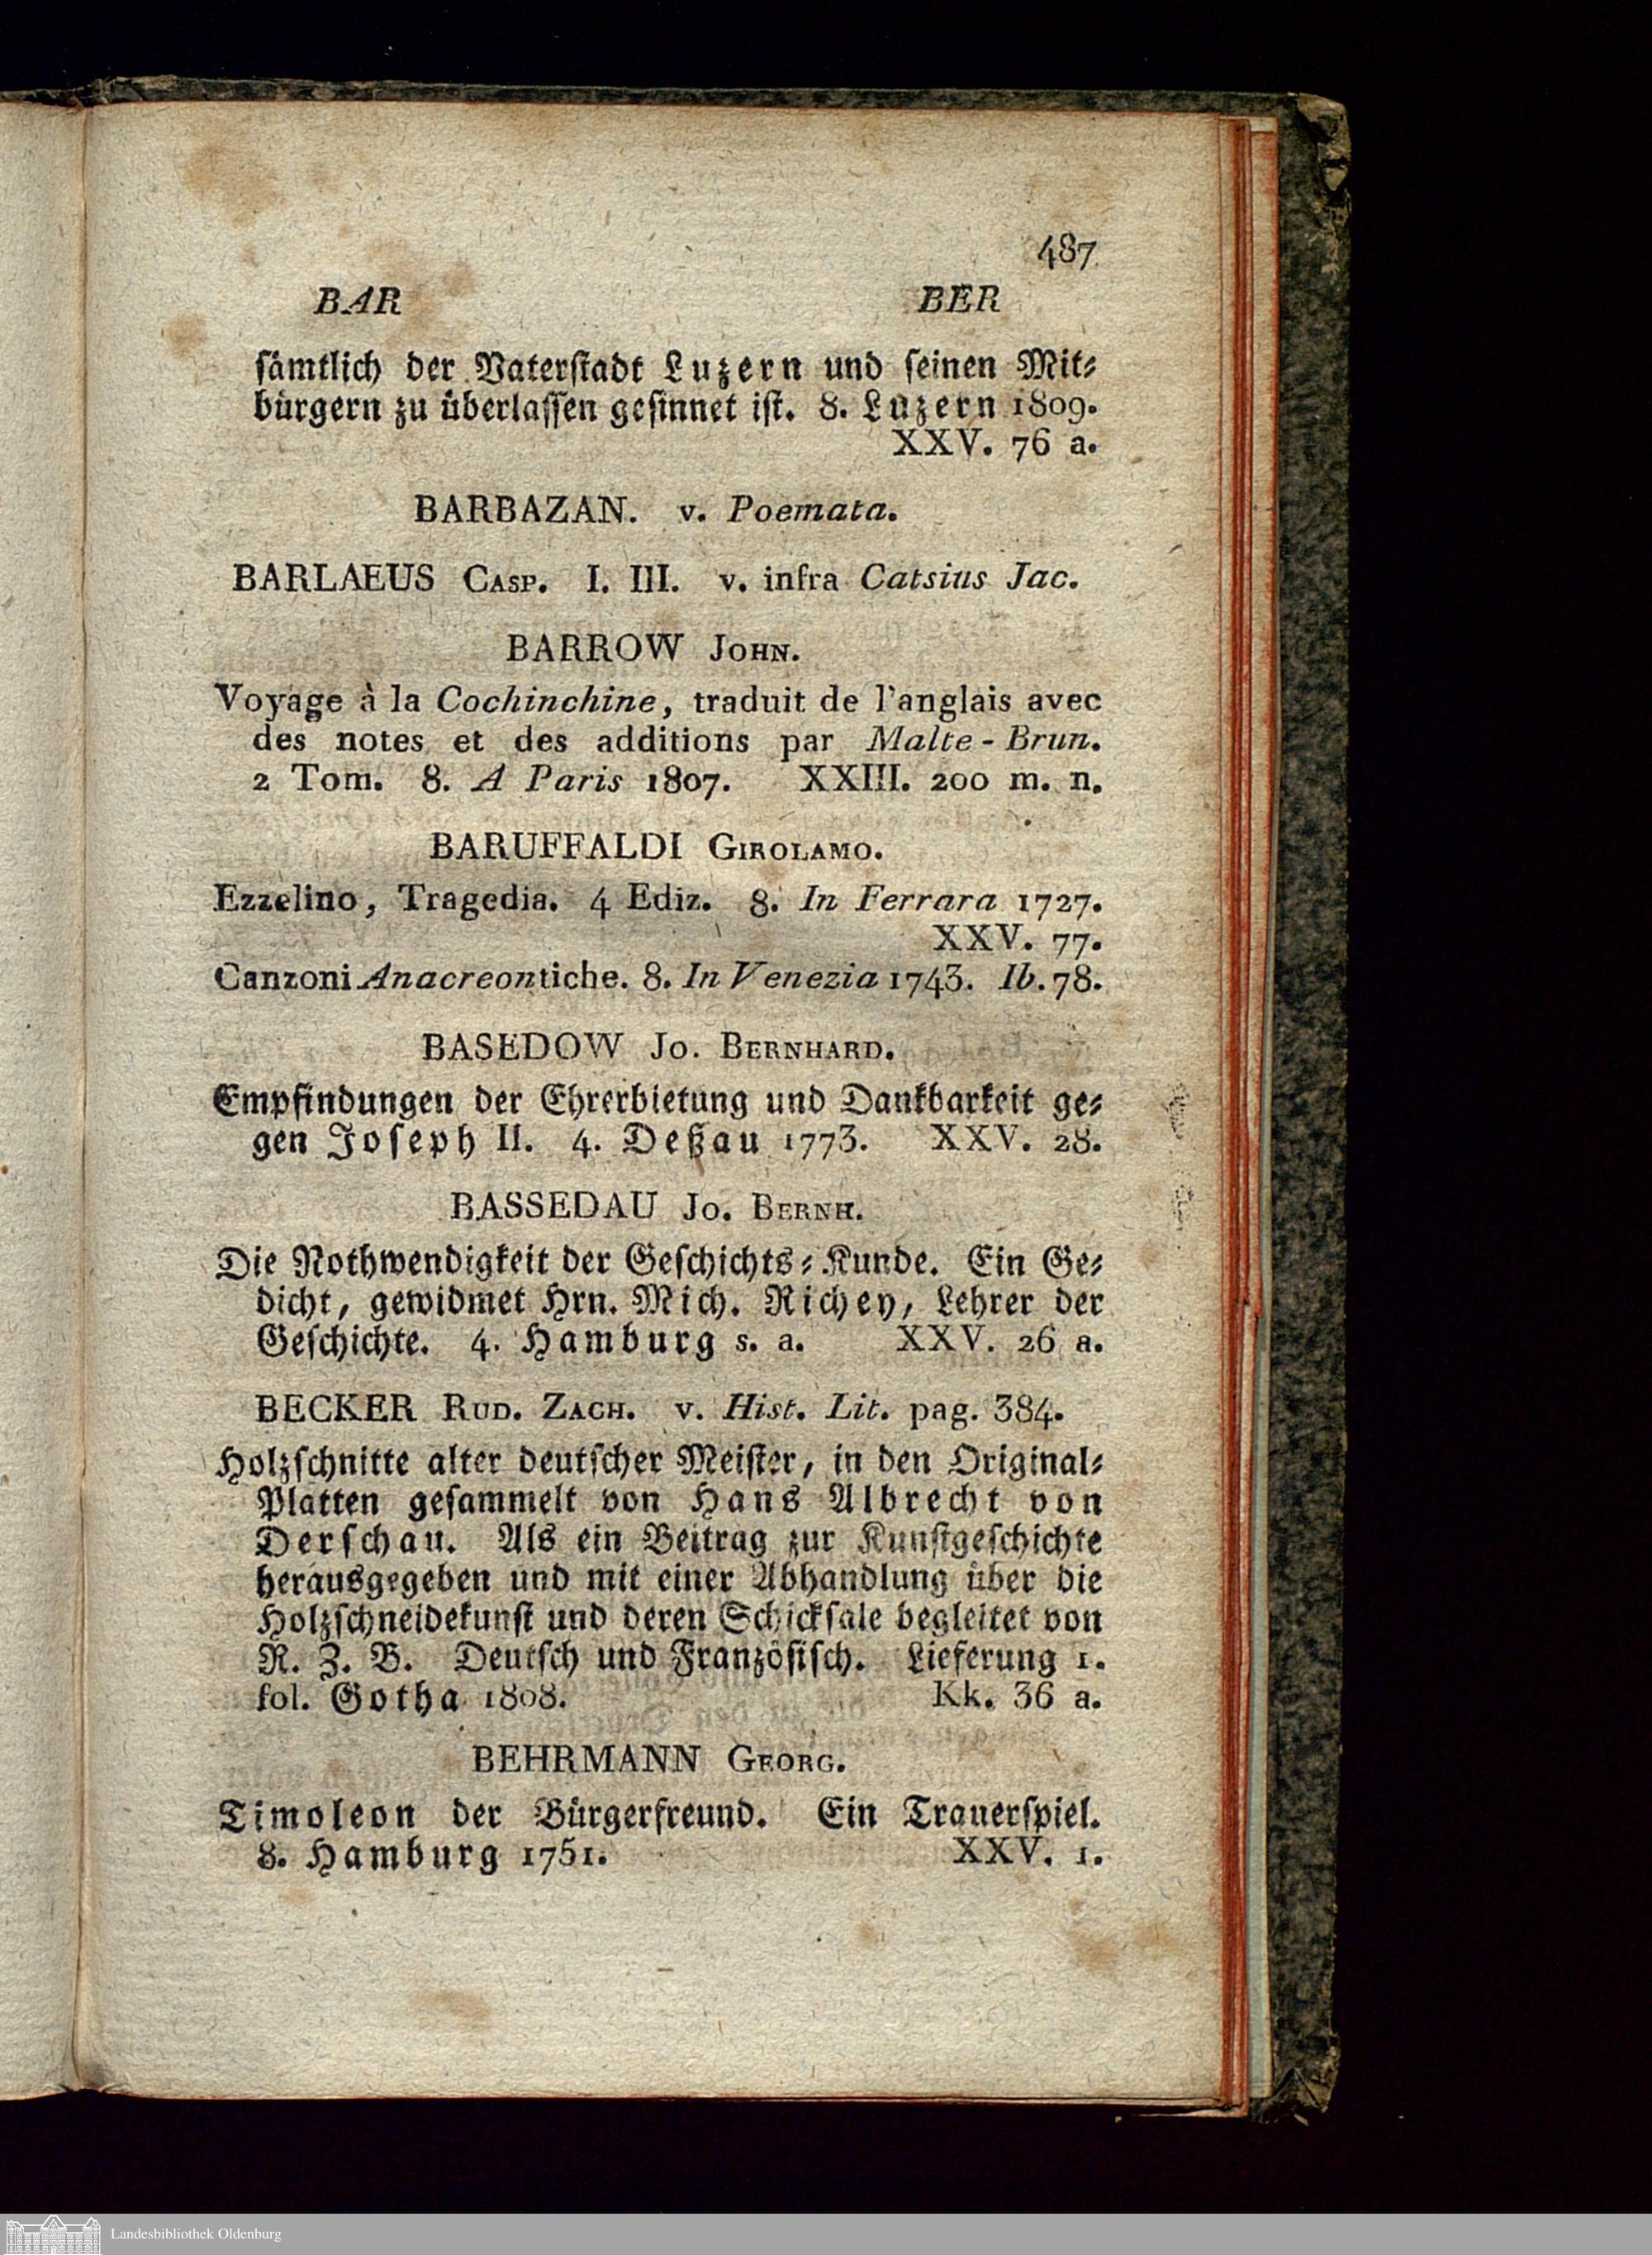 487
BAR BER
sämtlich der Vaterstadt Luzern und seinen Mit-
bürgern zu überlassen gesinnet ist. 8. Luzern 1809.
XXV. 76 a.
BARBAZAN. v. Poemata.
BARLAEUS CASP. I. III. v. infra Catsius Jac.
BARROW JOHN.
Voyage à la Cochinchine, traduit de l'anglais avec
des notes et des additions par Malte-Brun.
2 Tom. 8. A Paris 1807. XXIII. 200 m. n.
BARUFFALDI GIROLAMO.
Ezzelino, Tragedia. 4 Ediz. 8. In Ferrara 1727.
XXV. 77.
Canzoni Anacreontiche. 8. In Venezia 1743. Ib. 78.
BASEDOW JO. BERNHARD.
Empfindungen der Ehrerbietung und Dankbarkeit ge-
gen Joseph II. 4. Deßau 1773. XXV. 28.
BASSEDAU JO. BERNH.
Die Nothwendigkeit der Geschichts-Kunde. Ein Ge-
dicht, gewidmet Hrn. Mich. Richey, Lehrer der
Geschichte. 4. Hamburg s. a. XXV. 26 a.
BECKER RUD. ZACH. v. Hist. Lit. pag. 384.
Holzschnitte alter deutscher Meister, in den Original-
Platten gesammelt von Hans Albrecht von
Derschau. Als ein Beitrag zur Kunstgeschichte
herausgegeben und mit einer Abhandlung über die
Holzschneidekunst und deren Schicksale begleitet von
R. Z. B. Deutsch und Französisch. Lieferung 1.
fol. Gotha 1808. Kk. 36 a.
BEHRMANN GEORG.
Timoleon der Bürgerfreund. Ein Trauerspiel.
8. Hamburg 1751. XXV. 1.
Landesbibliothek Oldenburg